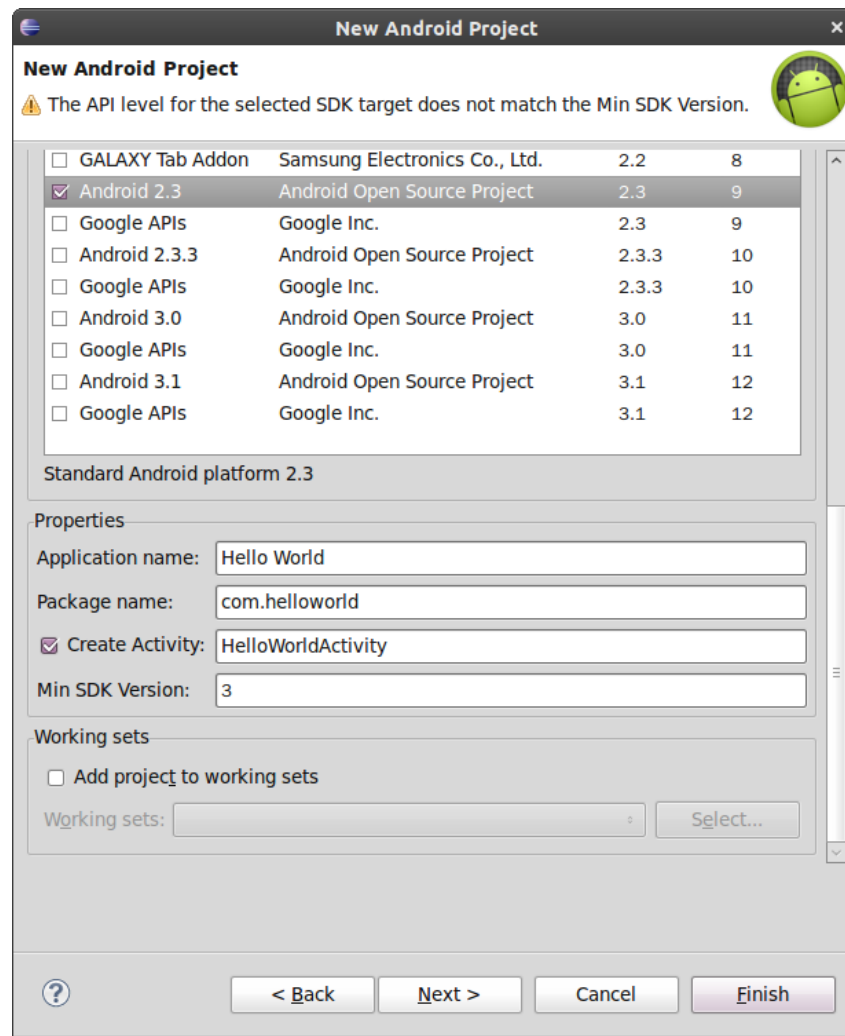 New Android Project
New Android Project
The API level for the selected SDK target does not match the Min SDK Version.
GALAXY Tab Addon Samsung Electronics Co., Ltd. 2.2 8
Android 2.3 Android Open Source Project 2.3 9
Google APIs Google Inc. 2.3 9
Android 2.3.3 Android Open Source Project 2.3.3 10
Google APIs Google Inc. 2.3.3 10
Android 3.0 Android Open Source Project 3.0 11
Google APIs Google Inc. 3.0 11
Android 3.1 Android Open Source Project 3.1 12
Google APIs Google Inc. 3.1 12
Standard Android platform 2.3
Properties
Application name: Hello World
Package name: com.helloworld
Create Activity: HelloWorldActivity
Min SDK Version: 3
Working sets
Add project to working sets
Working sets: Select...
? < Back Next > Cancel Finish